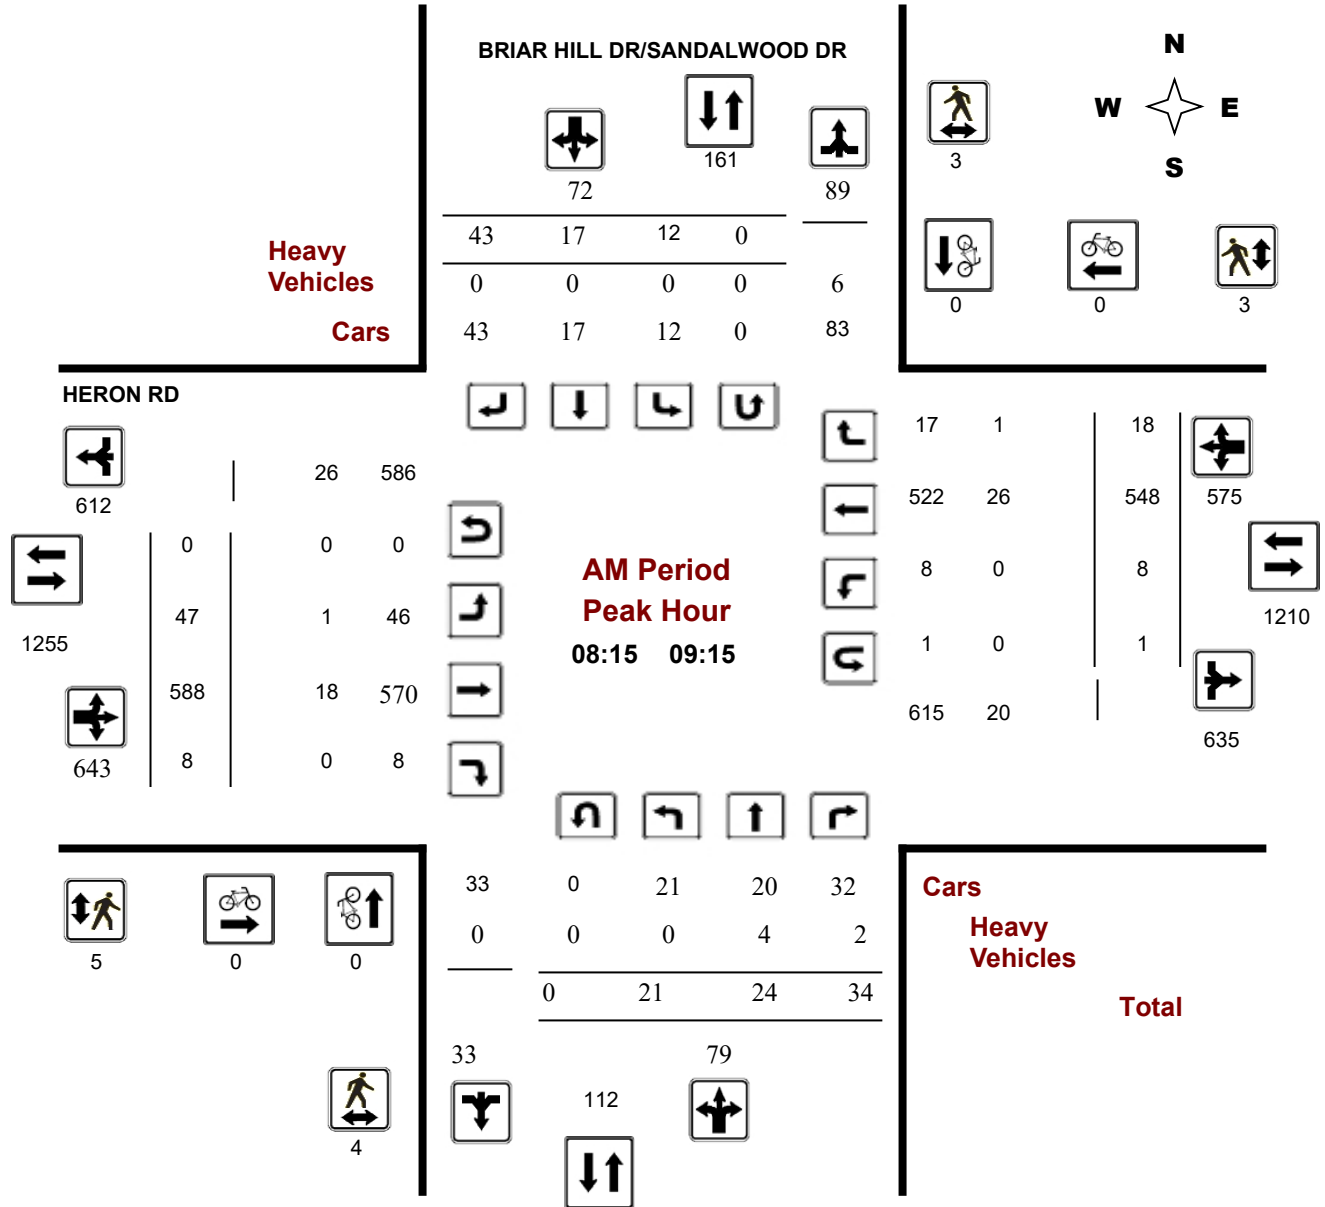 BRIAR HILL DR/SANDALWOOD DR
N
W E
S
161
3
72 89
43 17 12 0
Heavy
Vehicles
0 0 0 0 6
0 0 3
Cars 43 17 12 0 83
HERON RD
17 1 18
26 586
612
522 26 548 575
0 0 0
AM Period
8 0 8
Peak Hour
47 1 46
1255
1210
08:15 09:15
1 0 1
588 18 570
615 20
635
643 8 0 8
33 0 21 20 32
Cars
0 0 0 4 2
Heavy
Vehicles
5 0 0
0 21 24 34
Total
33 79
112
4